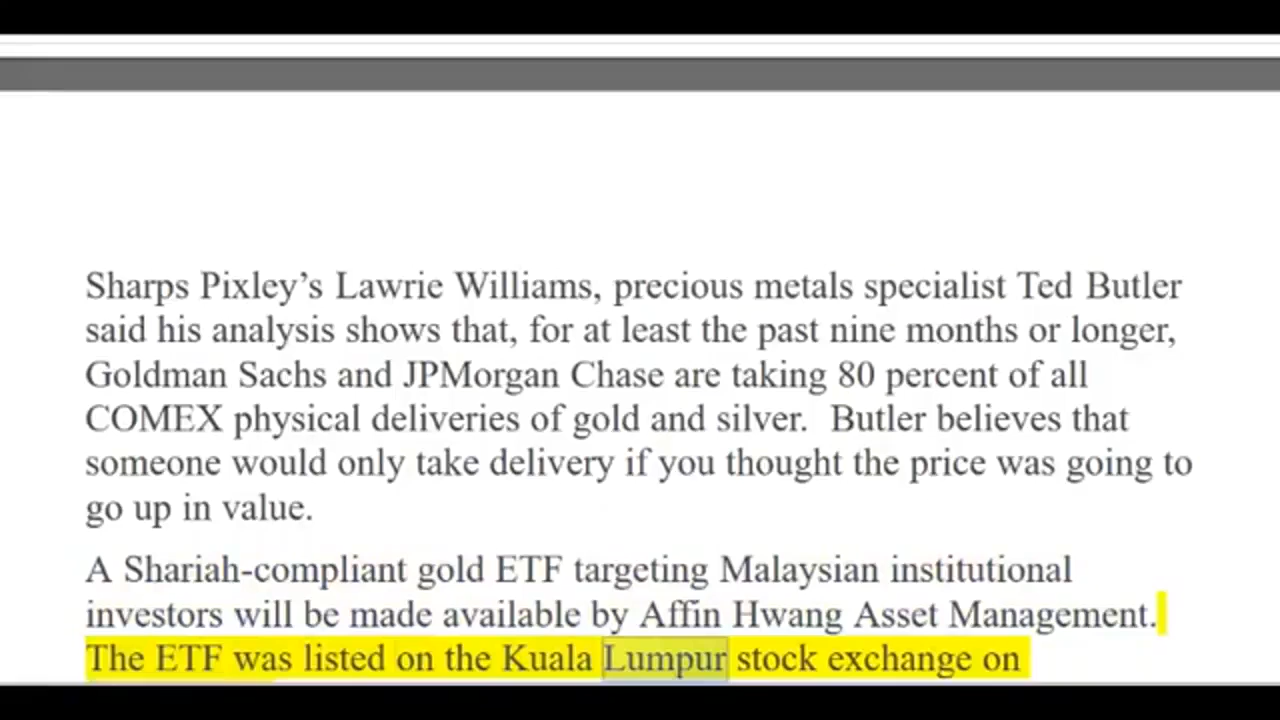 Sharps Pixley’s Lawrie Williams, precious metals specialist Ted Butler
said his analysis shows that, for at least the past nine months or longer,
Goldman Sachs and JPMorgan Chase are taking 80 percent of all
COMEX physical deliveries of gold and silver.  Butler believes that
someone would only take delivery if you thought the price was going to
go up in value.
A Shariah-compliant gold ETF targeting Malaysian institutional
investors will be made available by Affin Hwang Asset Management.
The ETF was listed on the Kuala Lumpur stock exchange on